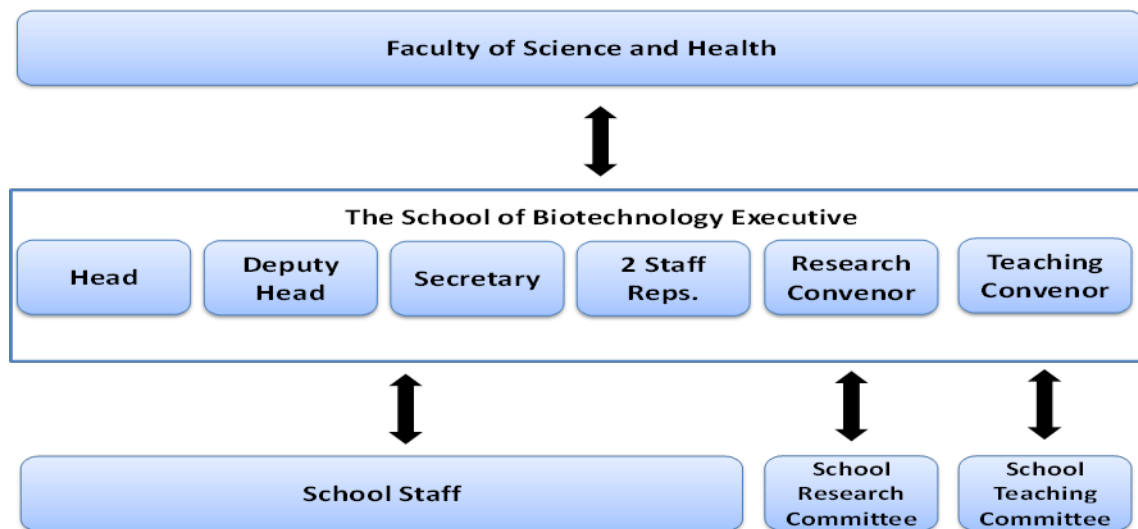 Faculty of Science and Health
The School of Biotechnology Executive
Head
Deputy
Head
Secretary
2 Staff
Reps.
Research
Convenor
Teaching
Convenor
School Staff
School
Research
Committee
School
Teaching
Committee